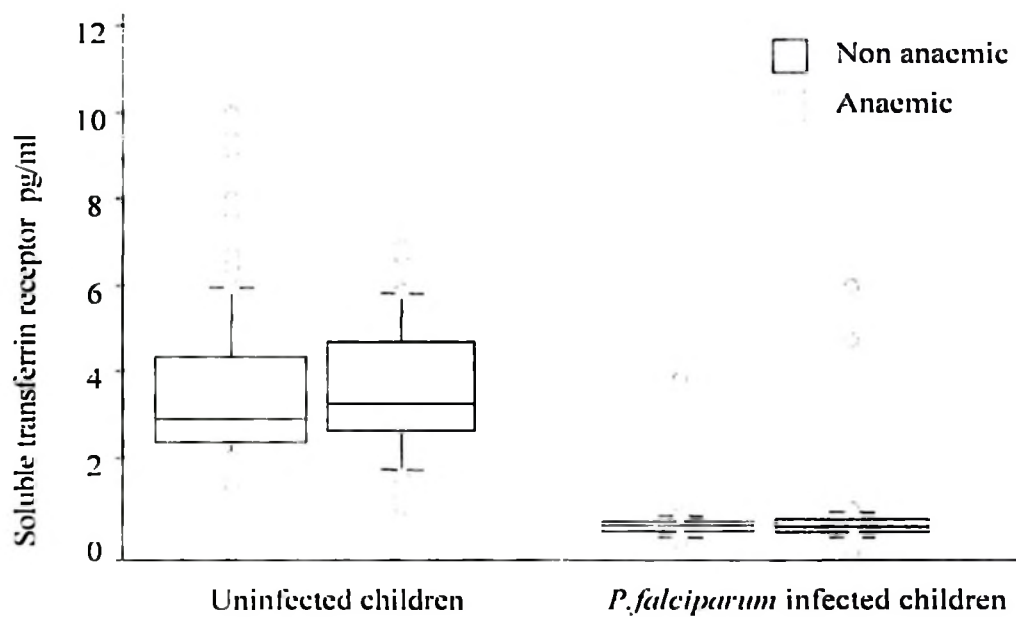 Soluble transferrin receptor pg/ml
12
10
8
6
4
2
0
Non anaemic
Anaemic
Uninfected children
P.falciparum infected children